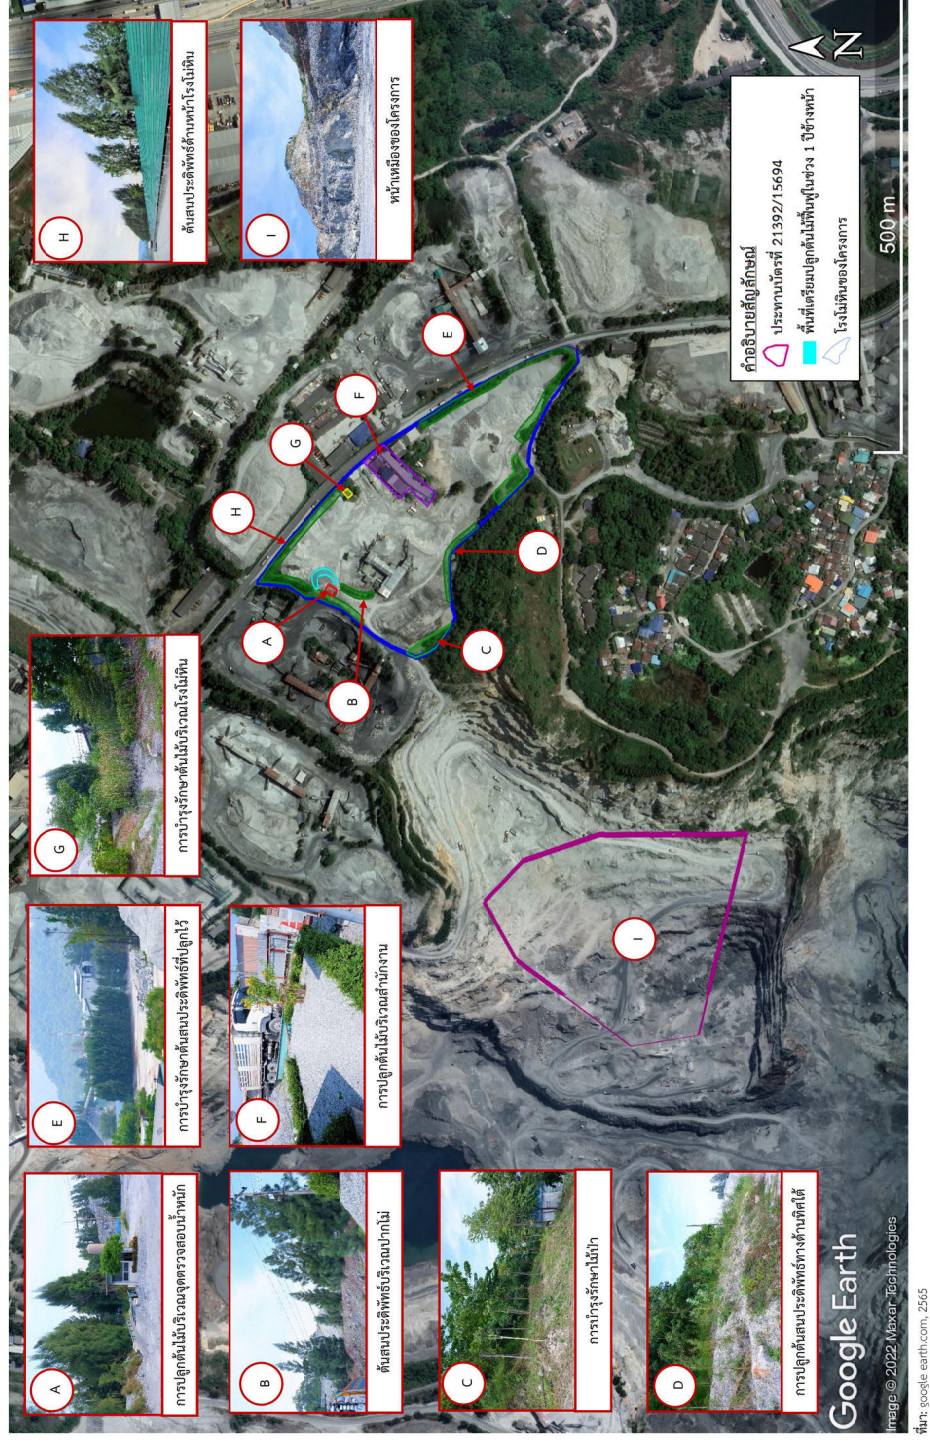 A
การปลูกต้นไม้บริเวณจุดตรวจสอบน้ำหนัก
E
การบำรุงรักษาต้นสนประดิพัทธ์ที่ปลูกไว้
G
การบำรุงรักษาต้นไม้บริเวณโรงโม่หิน
H
ต้นสนประดิพัทธ์ด้านหน้าโรงโม่หิน
B
ต้นสนประดิพัทธ์บริเวณปากโม่
F
การปลูกต้นไม้บริเวณสำนักงาน
I
หน้าเหมืองของโครงการ
C
การบำรุงรักษาไม้ป่า
D
การปลูกต้นสนประดิพัทธ์ทางด้านทิศใต้
A
B
C
D
E
F
G
H
I
คำอธิบายสัญลักษณ์
ประทานบัตรที่ 21392/15694
พื้นที่เตรียมปลูกต้นไม้ฟื้นฟูในช่วง 1 ปีข้างหน้า
โรงโม่หินของโครงการ
N
500 m
Google Earth
Image © 2022 Maxar Technologies
ที่มา: google earth.com, 2565